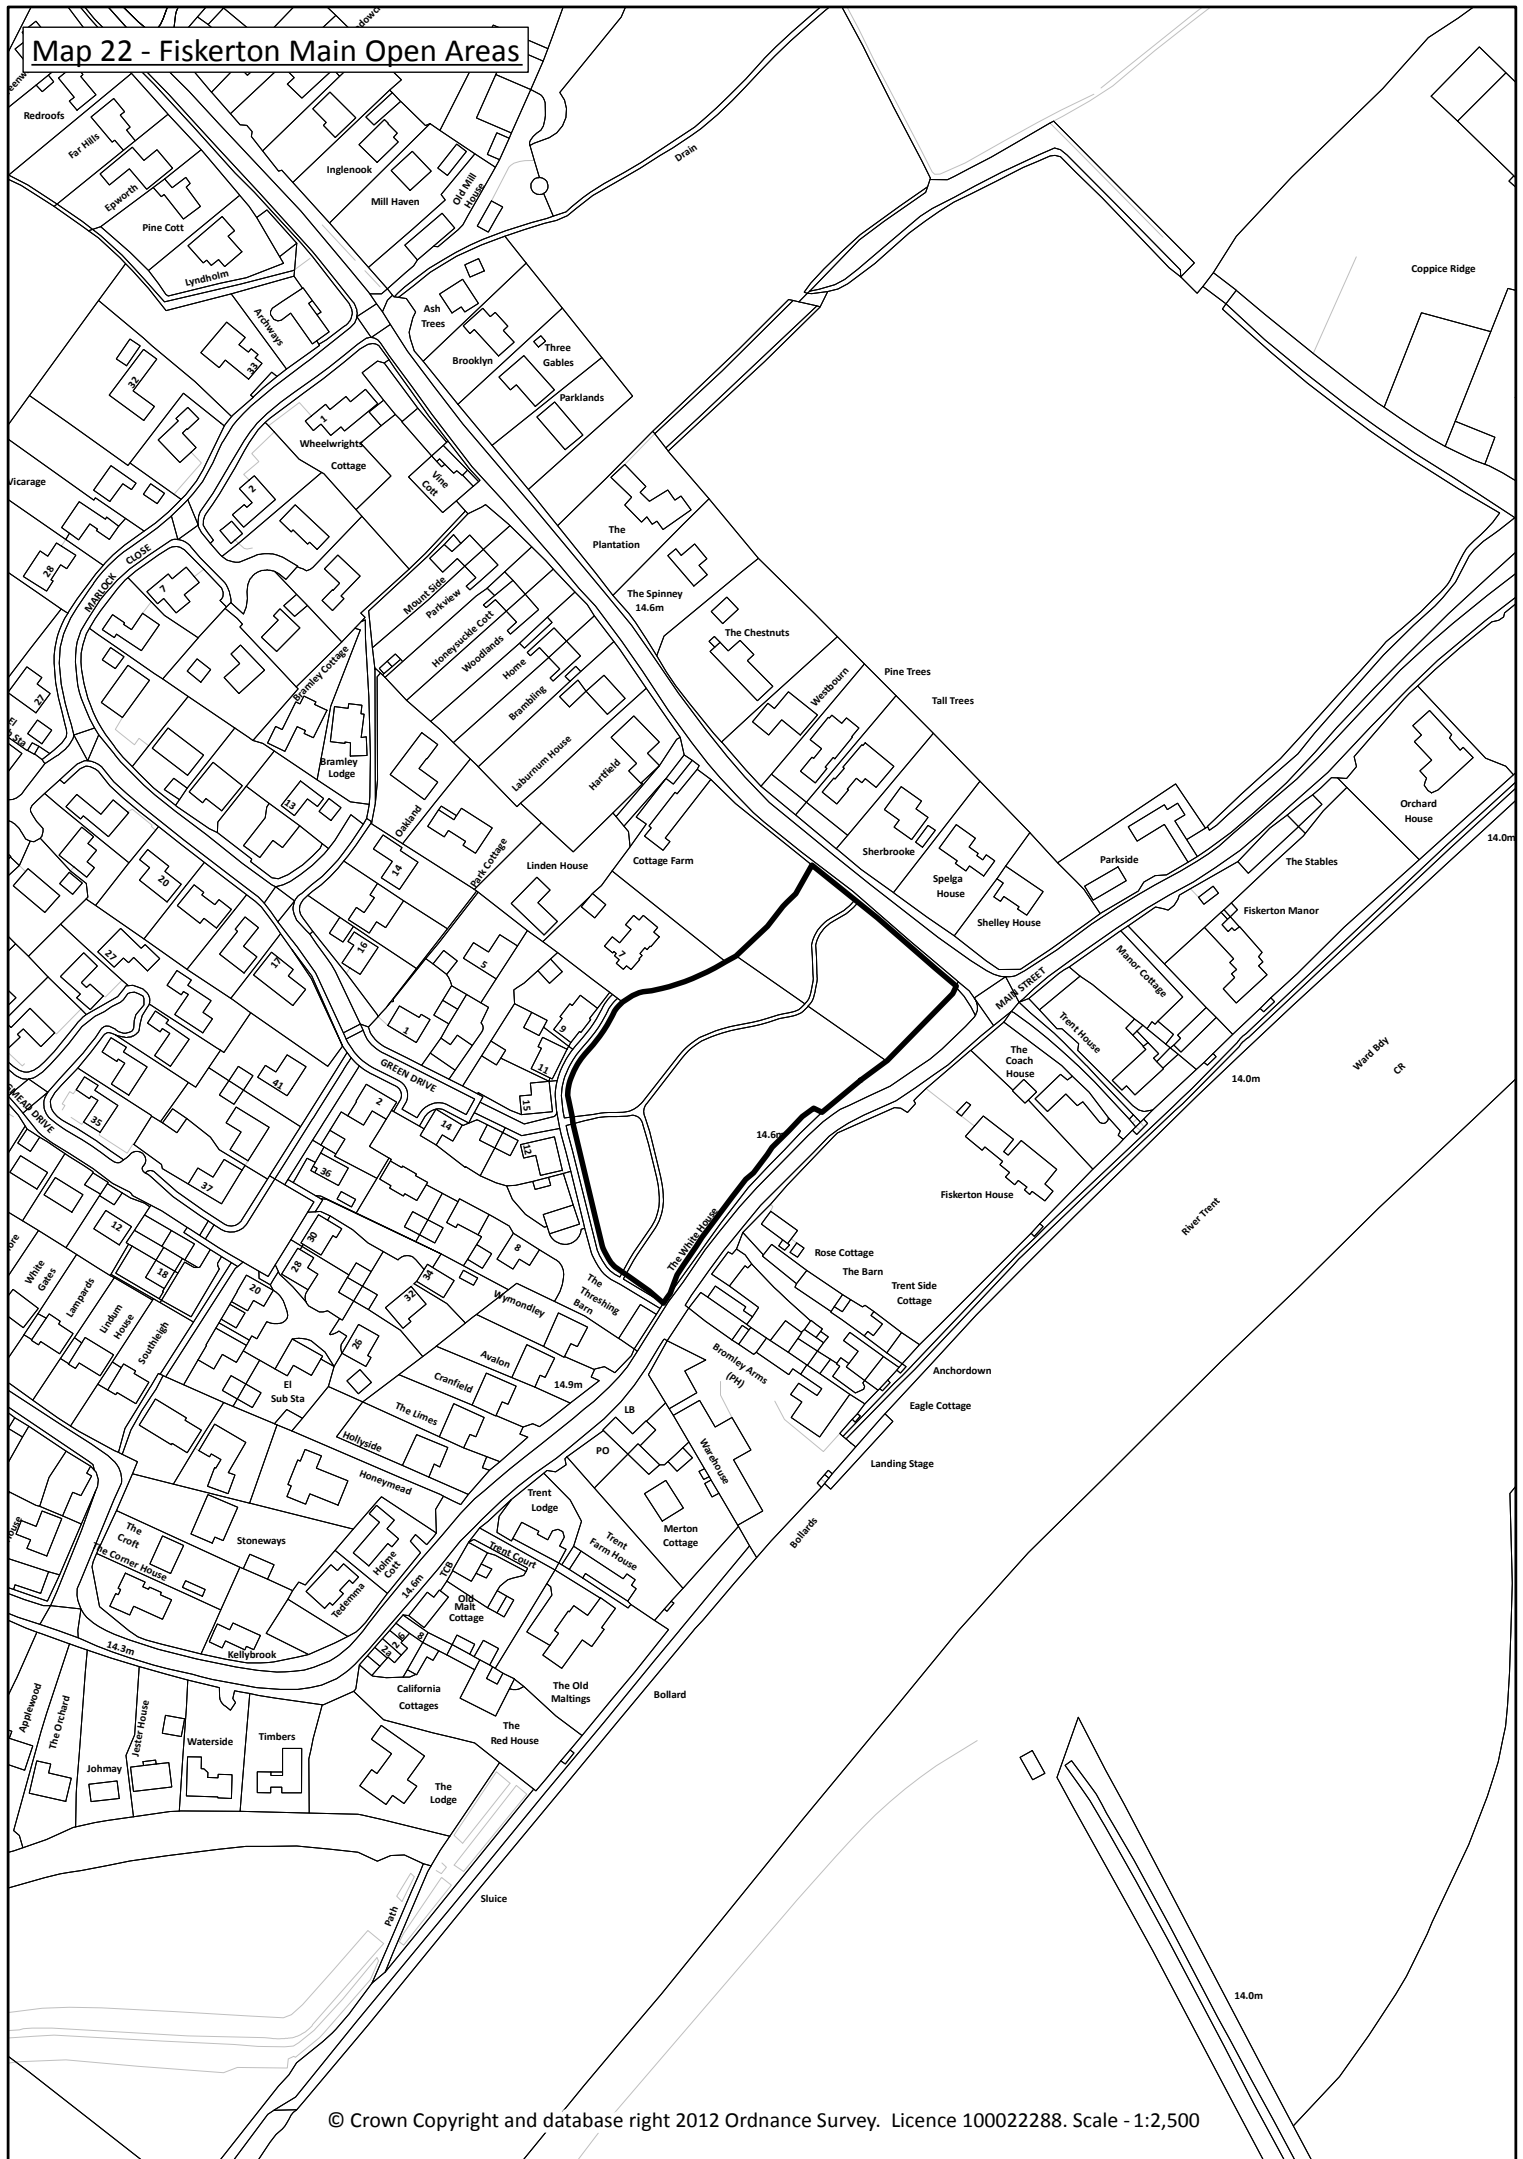 Map 22 - Fiskerton Main Open Areas
Redroofs
Far Hills
Epworth
Pine Cott
Lyndholm
Inglenook
Mill Haven
Old Mill
House
Drain
Coppice Ridge
Archways
33
32
Ash
Trees
Brooklyn
Three
Gables
Parklands
1
Wheelwrights
Cottage
Vine
Cott
2
Vicarage
28
MARLOCK CLOSE
7
27
The
Plantation
The Spinney
14.6m
The Chestnuts
Westbourn
Pine Trees
Tall Trees
Mount Side
Parkview
Honeysuckle Cott
Woodlands
Home
Brambling
Laburnum House
Hartfield
Bramley Cottage
Bramley
Lodge
El
13
Oakland
14
Park Cottage
Linden House
Cottage Farm
Sherbrooke
Spelga
House
Shelley House
Parkside
Orchard
House
14.0m
The Stables
Fiskerton Manor
Manor Cottage
MAIN STREET
Trent House
The
Coach
House
14.0m
Ward Bdy
CR
20
27
17
16
5
7
9
11
15
1
GREEN DRIVE
2
14
12
41
35
37
36
MEAD DRIVE
14.6m
Fiskerton House
River Trent
The White House
Rose Cottage
The Barn
Trent Side
Cottage
Anchordown
Eagle Cottage
Landing Stage
Bromley Arms
(PH)
12
18
White
Gates
Lampards
Lindum
House
Southleigh
30
28
20
34
32
26
8
The
Threshing
Barn
Wymondley
Avalon
Cranfield
14.9m
The Limes
Hollyside
Honeymead
El
Sub Sta
LB
PO
Warehouse
Merton
Cottage
Bollards
Trent
Lodge
Trent
Farm House
Trent Court
The
Croft
The Corner House
Stoneways
Holme
Cott
Tedemma
14.6m
TCB
Old
Malt
Cottage
2a
2
6
8
Kellybrook
14.3m
California
Cottages
The Old
Maltings
The
Red House
Bollard
Applewood
The Orchard
Johmay
Jester House
Waterside
Timbers
The
Lodge
Path
Sluice
14.0m
© Crown Copyright and database right 2012 Ordnance Survey. Licence 100022288. Scale - 1:2,500